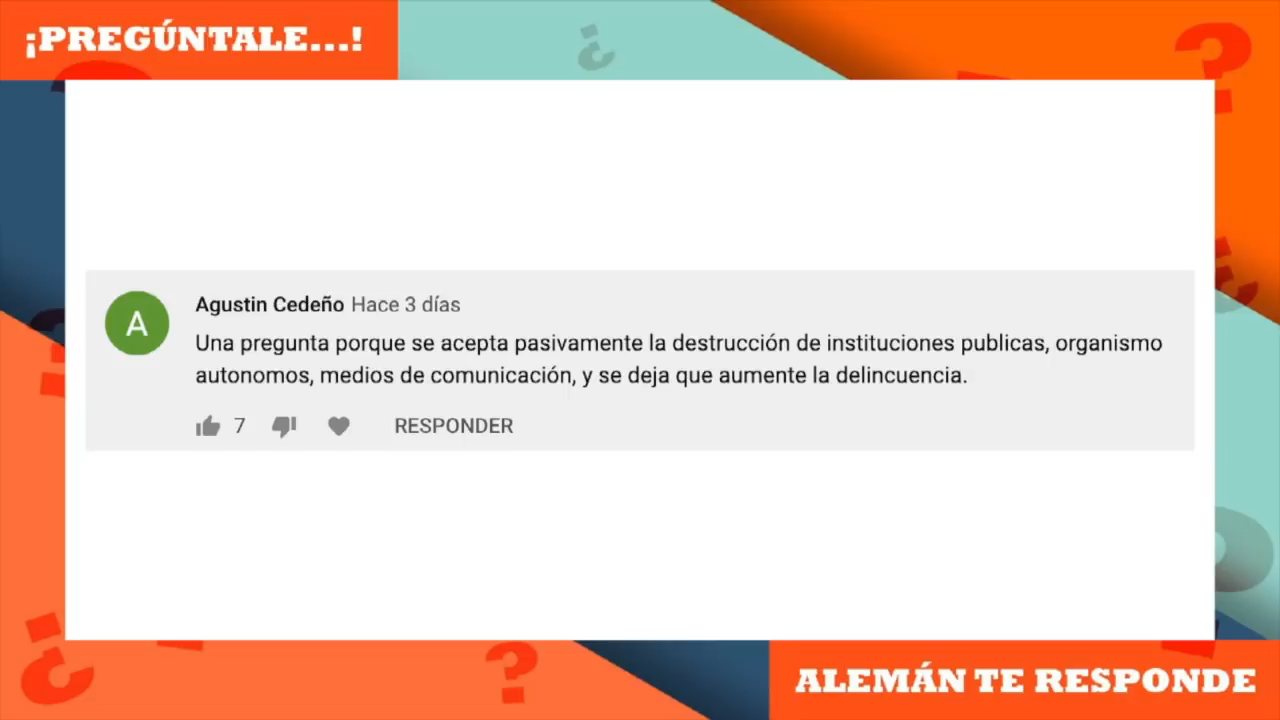 ¡PREGÚNTALE...!
A
Agustin Cedeño Hace 3 días
Una pregunta porque se acepta pasivamente la destrucción de instituciones publicas, organismo
autonomos, medios de comunicación, y se deja que aumente la delincuencia.
7
RESPONDER
ALEMÁN TE RESPONDE